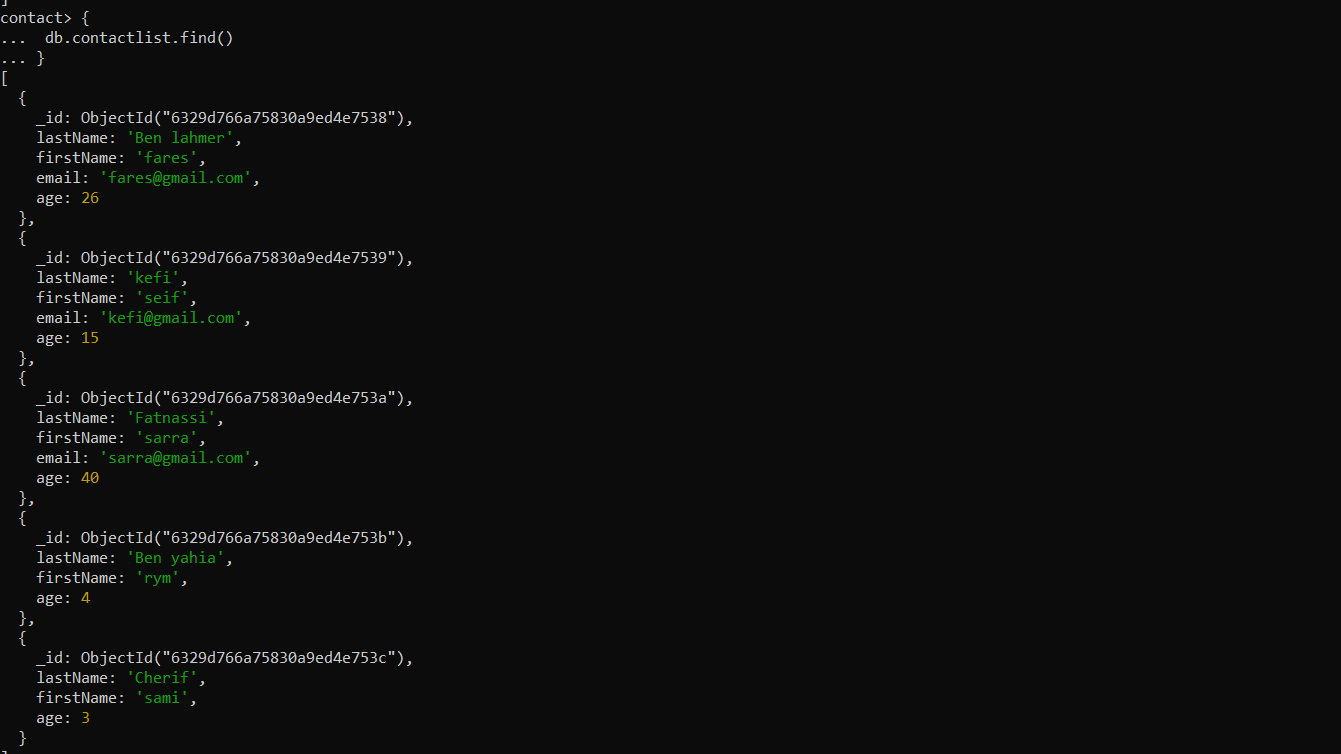 ]
contact> {
...  db.contactlist.find()
... }
[
  {
    _id: ObjectId("6329d766a75830a9ed4e7538"),
    lastName: 'Ben lahmer',
    firstName: 'fares',
    email: 'fares@gmail.com',
    age: 26
  },
  {
    _id: ObjectId("6329d766a75830a9ed4e7539"),
    lastName: 'kefi',
    firstName: 'seif',
    email: 'kefi@gmail.com',
    age: 15
  },
  {
    _id: ObjectId("6329d766a75830a9ed4e753a"),
    lastName: 'Fatnassi',
    firstName: 'sarra',
    email: 'sarra@gmail.com',
    age: 40
  },
  {
    _id: ObjectId("6329d766a75830a9ed4e753b"),
    lastName: 'Ben yahia',
    firstName: 'rym',
    age: 4
  },
  {
    _id: ObjectId("6329d766a75830a9ed4e753c"),
    lastName: 'Cherif',
    firstName: 'sami',
    age: 3
  }
]